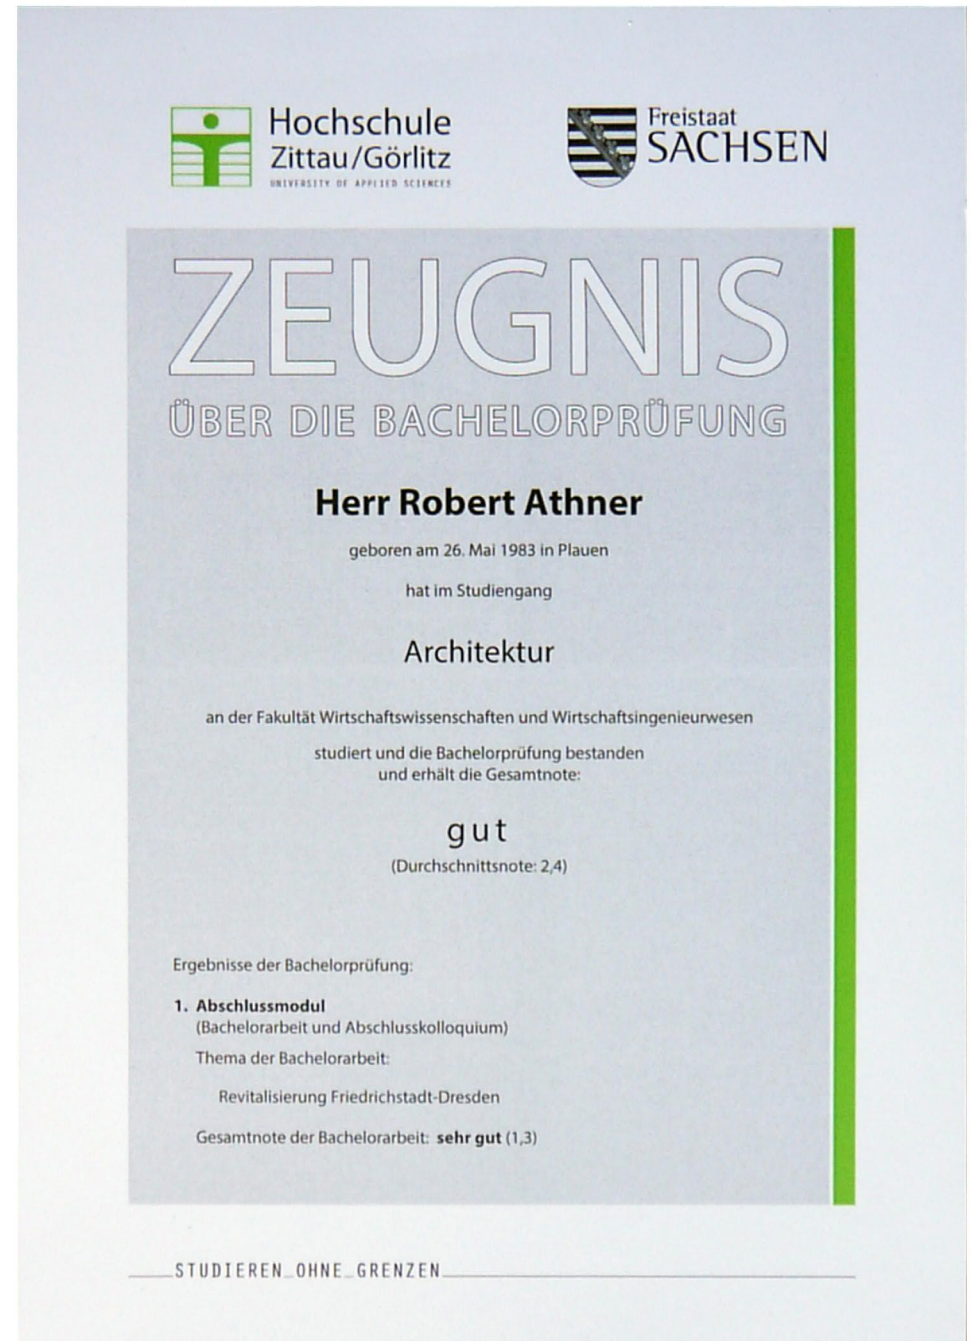 Hochschule
Zittau/Görlitz
UNIVERSITY OF APPLIED SCIENCES
Freistaat
SACHSEN
ZEUGNIS
ÜBER DIE BACHELORPRÜFUNG
Herr Robert Athner
geboren am 26. Mai 1983 in Plauen
hat im Studiengang
Architektur
an der Fakultät Wirtschaftswissenschaften und Wirtschaftsingenieurwesen
studiert und die Bachelorprüfung bestanden
und erhält die Gesamtnote:
gut
(Durchschnittsnote: 2,4)
Ergebnisse der Bachelorprüfung:
1. Abschlussmodul
(Bachelorarbeit und Abschlusskolloquium)
Thema der Bachelorarbeit:
Revitalisierung Friedrichstadt-Dresden
Gesamtnote der Bachelorarbeit: sehr gut (1,3)
STUDIEREN_OHNE_GRENZEN